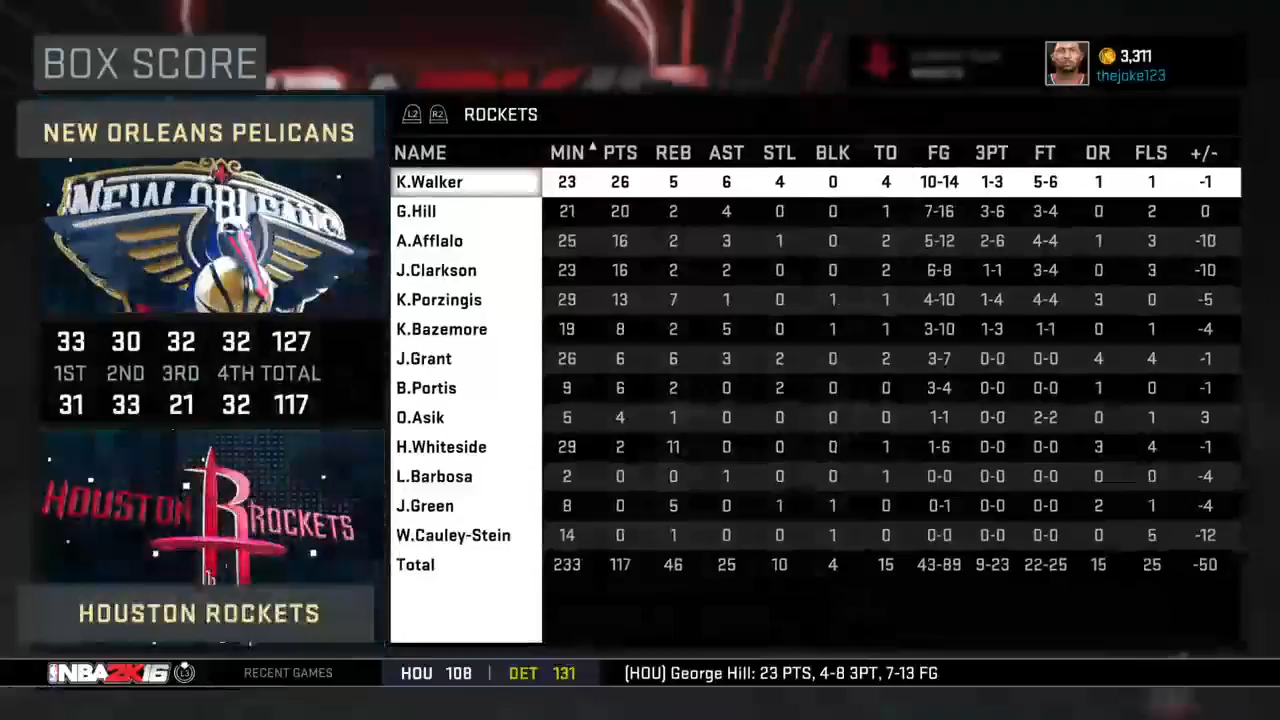 BOX SCORE
3,311
thejoke123
NEW ORLEANS PELICANS
NEW ORLEANS
33 30 32 32 127
1ST 2ND 3RD 4TH TOTAL
31 33 21 32 117
HOUSTON ROCKETS
HOUSTON ROCKETS
L2 R2 ROCKETS
NAME MIN PTS REB AST STL BLK TO FG 3PT FT OR FLS +/-
K.Walker 23 26 5 6 4 0 4 10-14 1-3 5-6 1 1 -1
G.Hill 21 20 2 4 0 0 1 7-16 3-6 3-4 0 2 0
A.Afflalo 25 16 2 3 1 0 2 5-12 2-6 4-4 1 3 -10
J.Clarkson 23 16 2 2 0 0 2 6-8 1-1 3-4 0 3 -10
K.Porzingis 29 13 7 1 0 1 1 4-10 1-4 4-4 3 0 -5
K.Bazemore 19 8 2 5 0 1 1 3-10 1-3 1-1 0 1 -4
J.Grant 26 6 6 3 2 0 2 3-7 0-0 0-0 4 4 -1
B.Portis 9 6 2 0 2 0 0 3-4 0-0 0-0 1 0 -1
O.Asik 5 4 1 0 0 0 0 1-1 0-0 2-2 0 1 3
H.Whiteside 29 2 11 0 0 0 1 1-6 0-0 0-0 3 4 -1
L.Barbosa 2 0 0 1 0 0 1 0-0 0-0 0-0 0 0 -4
J.Green 8 0 5 0 1 1 0 0-1 0-0 0-0 2 1 -4
W.Cauley-Stein 14 0 1 0 0 1 0 0-0 0-0 0-0 0 5 -12
Total 233 117 46 25 10 4 15 43-89 9-23 22-25 15 25 -50
NBA2K16 L3 RECENT GAMES HOU 108 DET 131 (HOU) George Hill: 23 PTS, 4-8 3PT, 7-13 FG